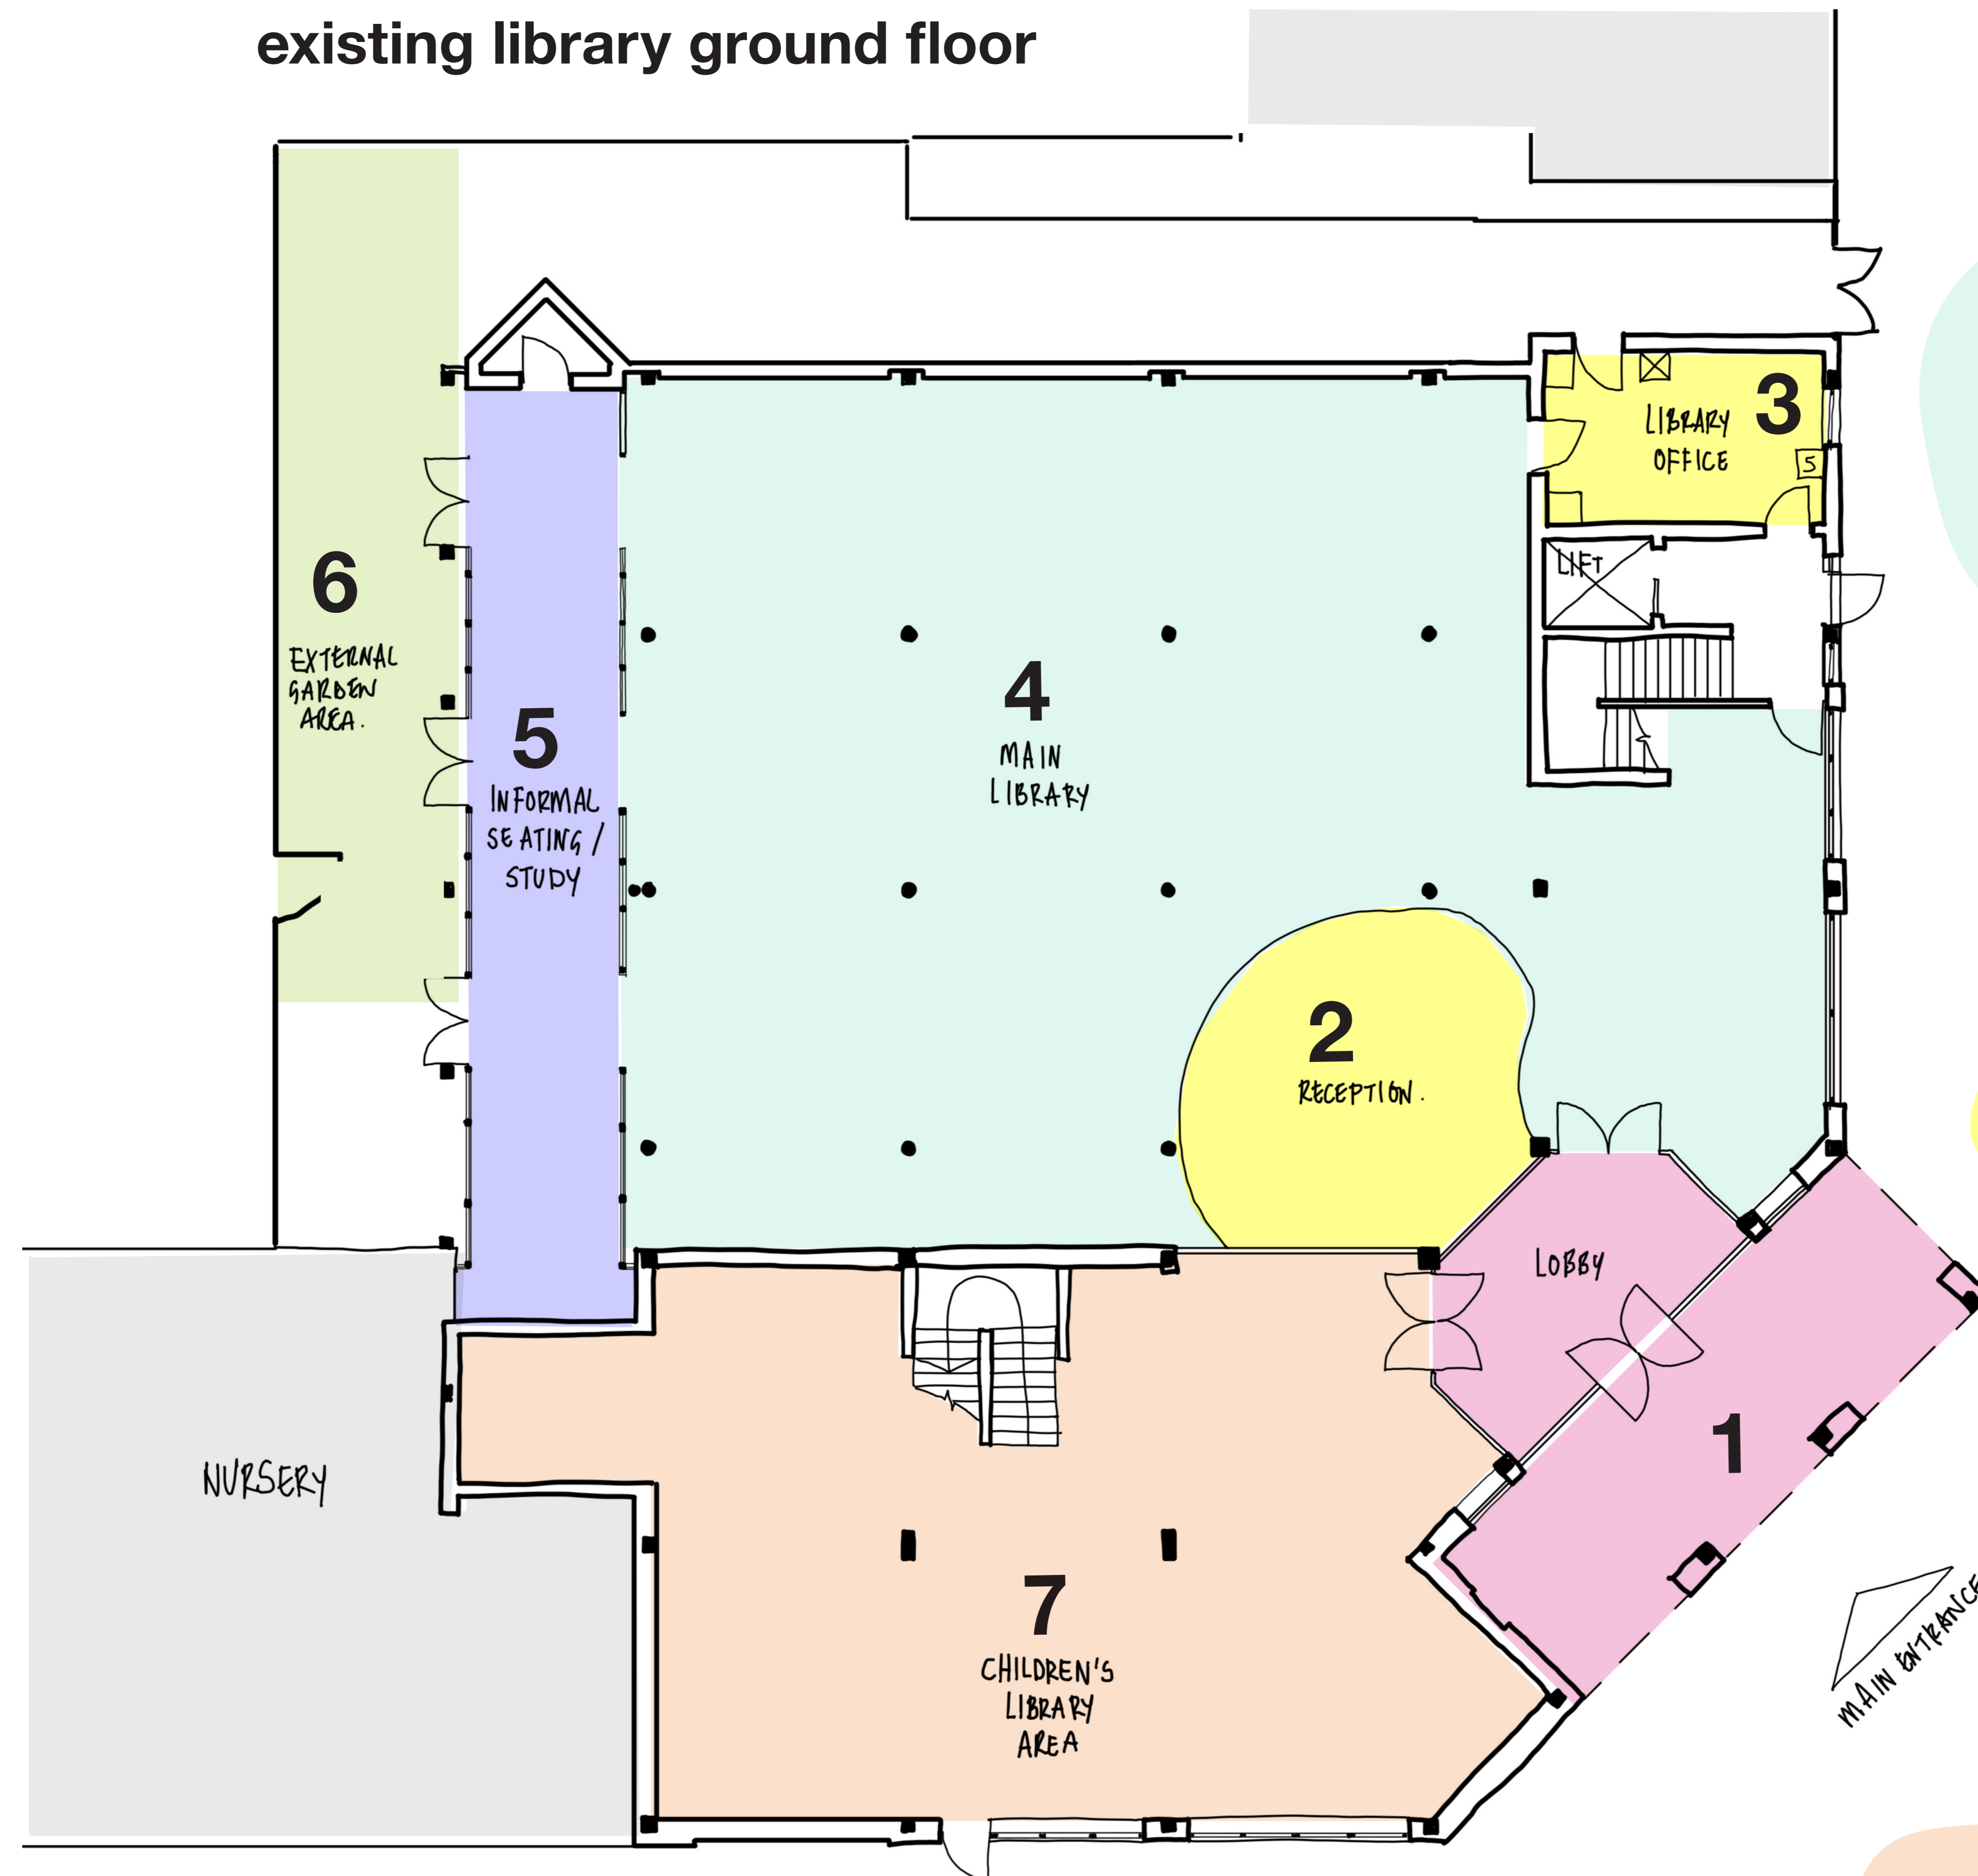 existing library ground floor
3
LIBRARY
OFFICE
S
LIFT
6
EXTERNAL
GARDEN
AREA.
5
INFORMAL
SEATING /
STUDY
4
MAIN
LIBRARY
2
RECEPTION.
LOBBY
1
NURSERY
7
CHILDREN'S
LIBRARY
AREA
MAIN ENTRANCE